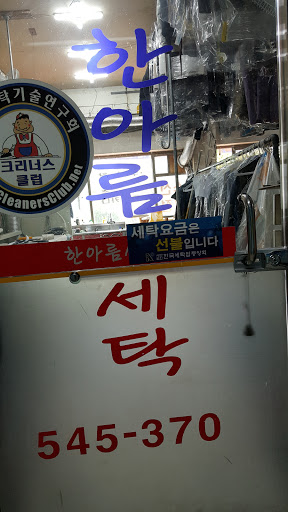 한아름
탁기술연구회
크리너스
클럽
CleanersClub.net
세탁요금은
선불입니다
한아름
세탁
545-370